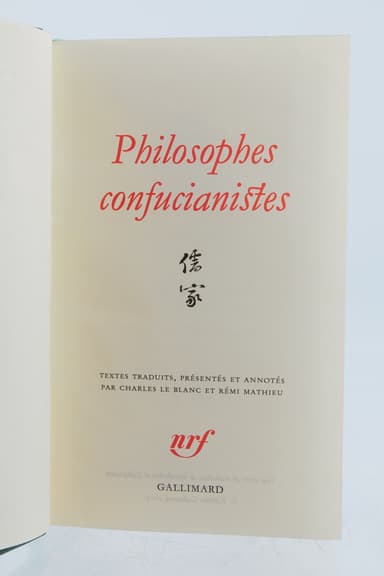 Philosophes
confucianistes
儒
家
TEXTES TRADUITS, PRÉSENTÉS ET ANNOTÉS
PAR CHARLES LE BLANC ET RÉMI MATHIEU
nrf
GALLIMARD